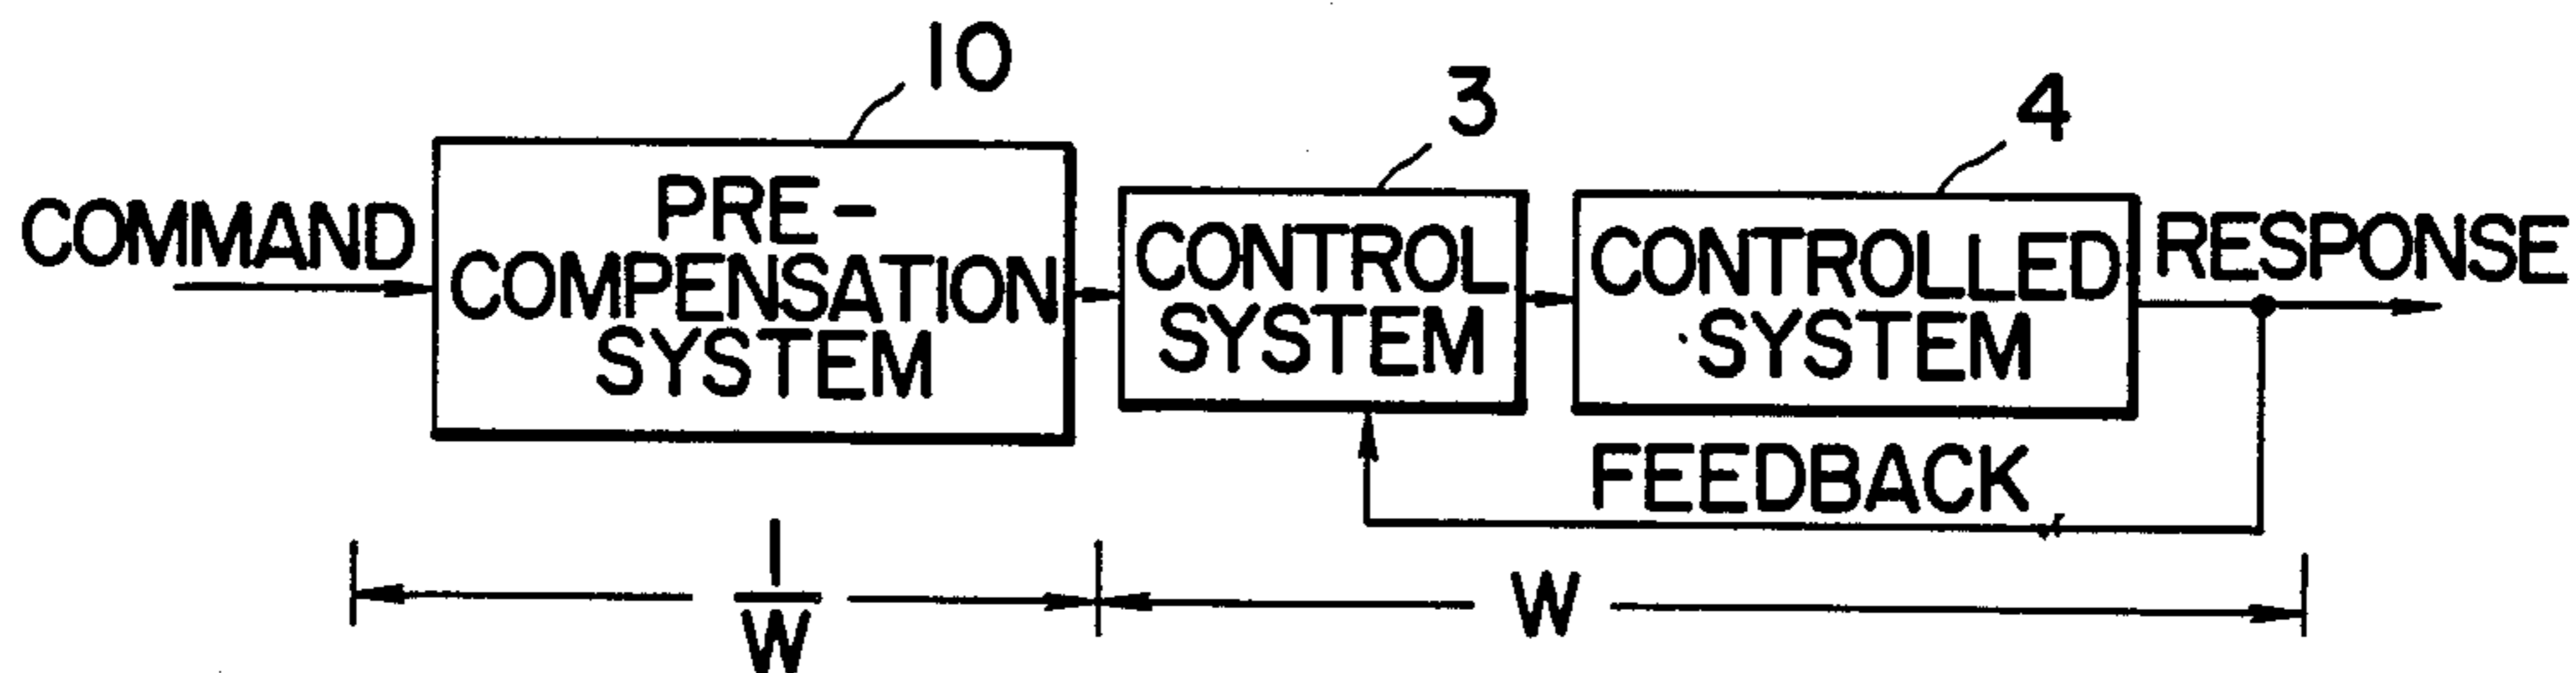 10
3
4
COMMAND
PRE-
COMPENSATION
SYSTEM
CONTROL
SYSTEM
CONTROLLED
SYSTEM
RESPONSE
FEEDBACK
1
W
W